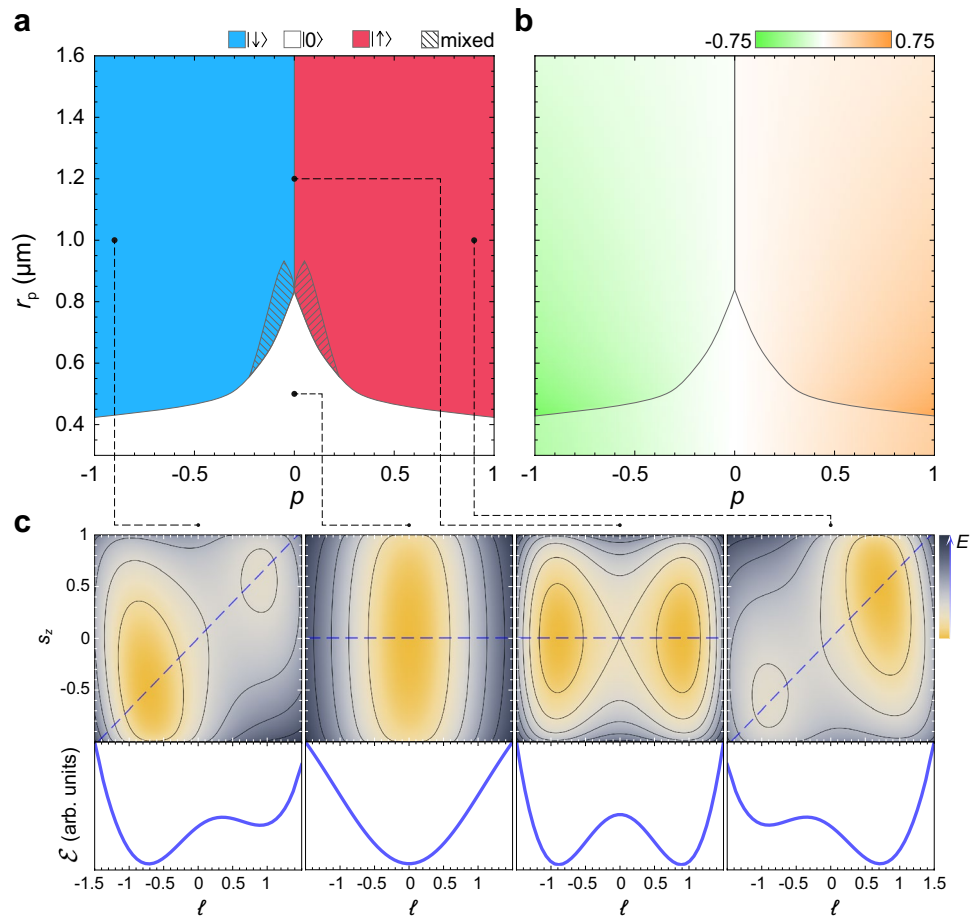 a
b
|↓⟩ |0⟩ |↑⟩ mixed
-0.75 0.75
1.6
1.4
1.2
1.0
0.8
0.6
0.4
rp (μm)
-1 -0.5 0 0.5 1
p
-1 -0.5 0 0.5 1
p
c
1
0.5
0
-0.5
sz
E
ℰ (arb. units)
-1.5 -1 -0.5 0 0.5 1
ℓ
-1 -0.5 0 0.5 1
ℓ
-1 -0.5 0 0.5 1
ℓ
-1 -0.5 0 0.5 1 1.5
ℓ